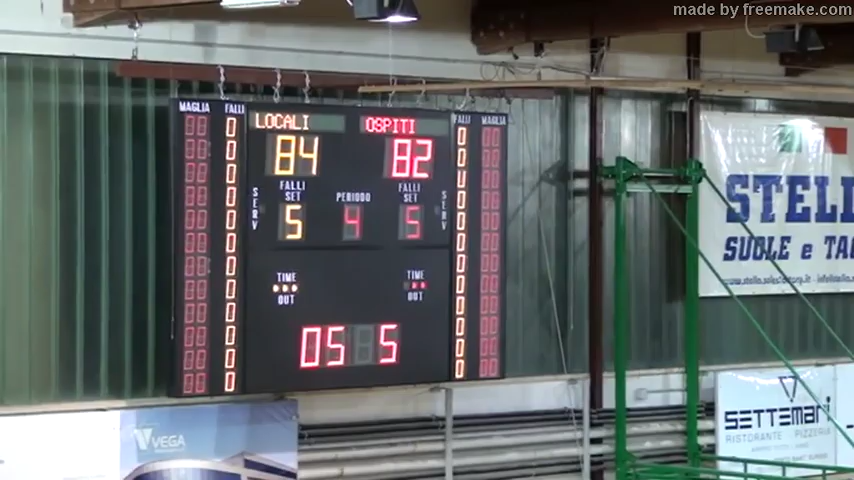 made by freemake.com
MAGLIA FALLI
FALLI MAGLIA
LOCALI OSPITI
84 82
FALLI SET
PERIODO
FALLI SET
SERV
5 4 5
SERV
TIME OUT
TIME OUT
05 5
STELL
SUOLE e TA
VEGA
SETTEMARI
RISTORANTE PIZZERIA